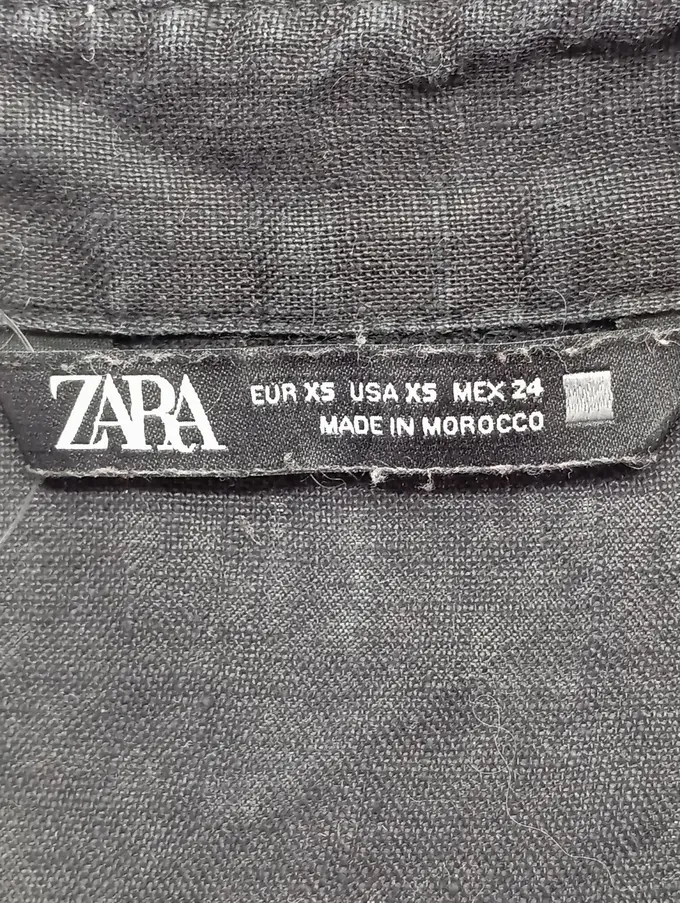 ZARA
EUR XS USA XS MEX 24
MADE IN MOROCCO